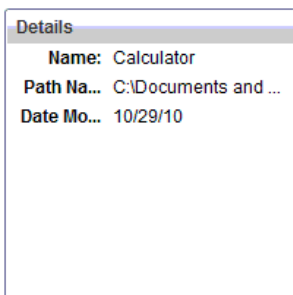 Details
Name: Calculator
Path Na... C:\Documents and ...
Date Mo... 10/29/10